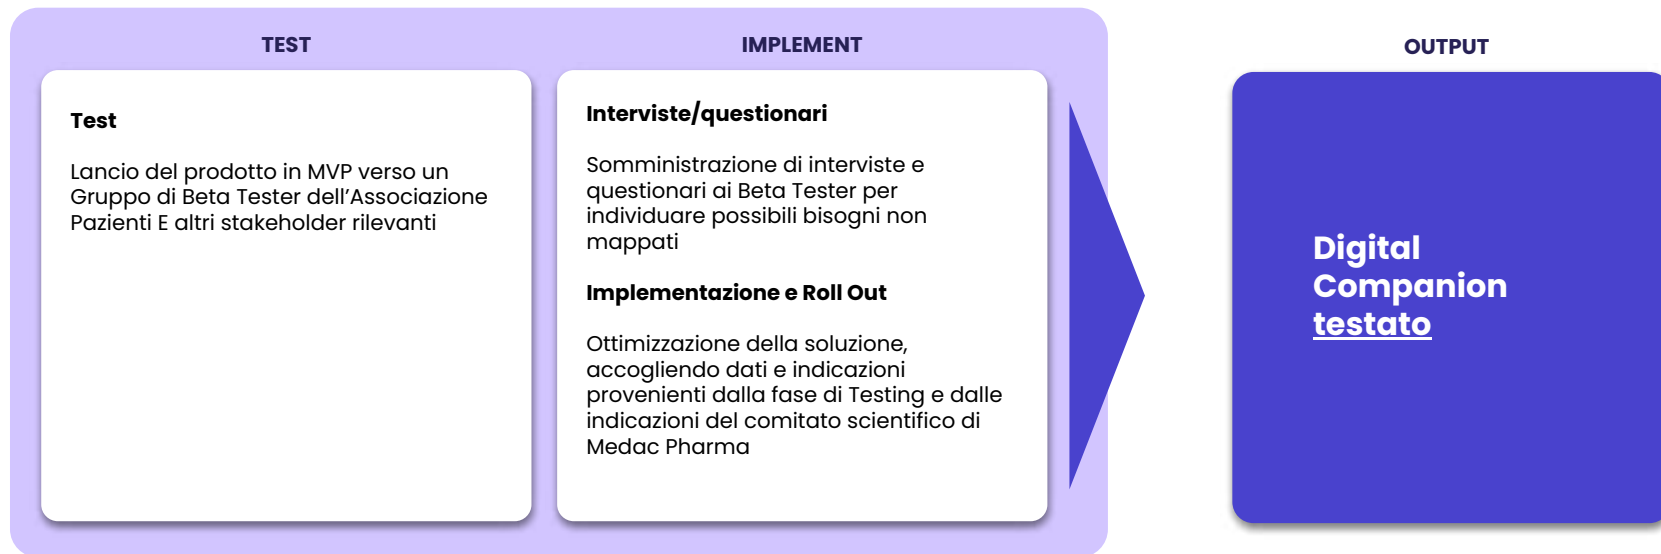 TEST
Test
Lancio del prodotto in MVP verso un
Gruppo di Beta Tester dell’Associazione
Pazienti E altri stakeholder rilevanti
IMPLEMENT
Interviste/questionari
Somministrazione di interviste e
questionari ai Beta Tester per
individuare possibili bisogni non
mappati
Implementazione e Roll Out
Ottimizzazione della soluzione,
accogliendo dati e indicazioni
provenienti dalla fase di Testing e dalle
indicazioni del comitato scientifico di
Medac Pharma
OUTPUT
Digital
Companion
testato